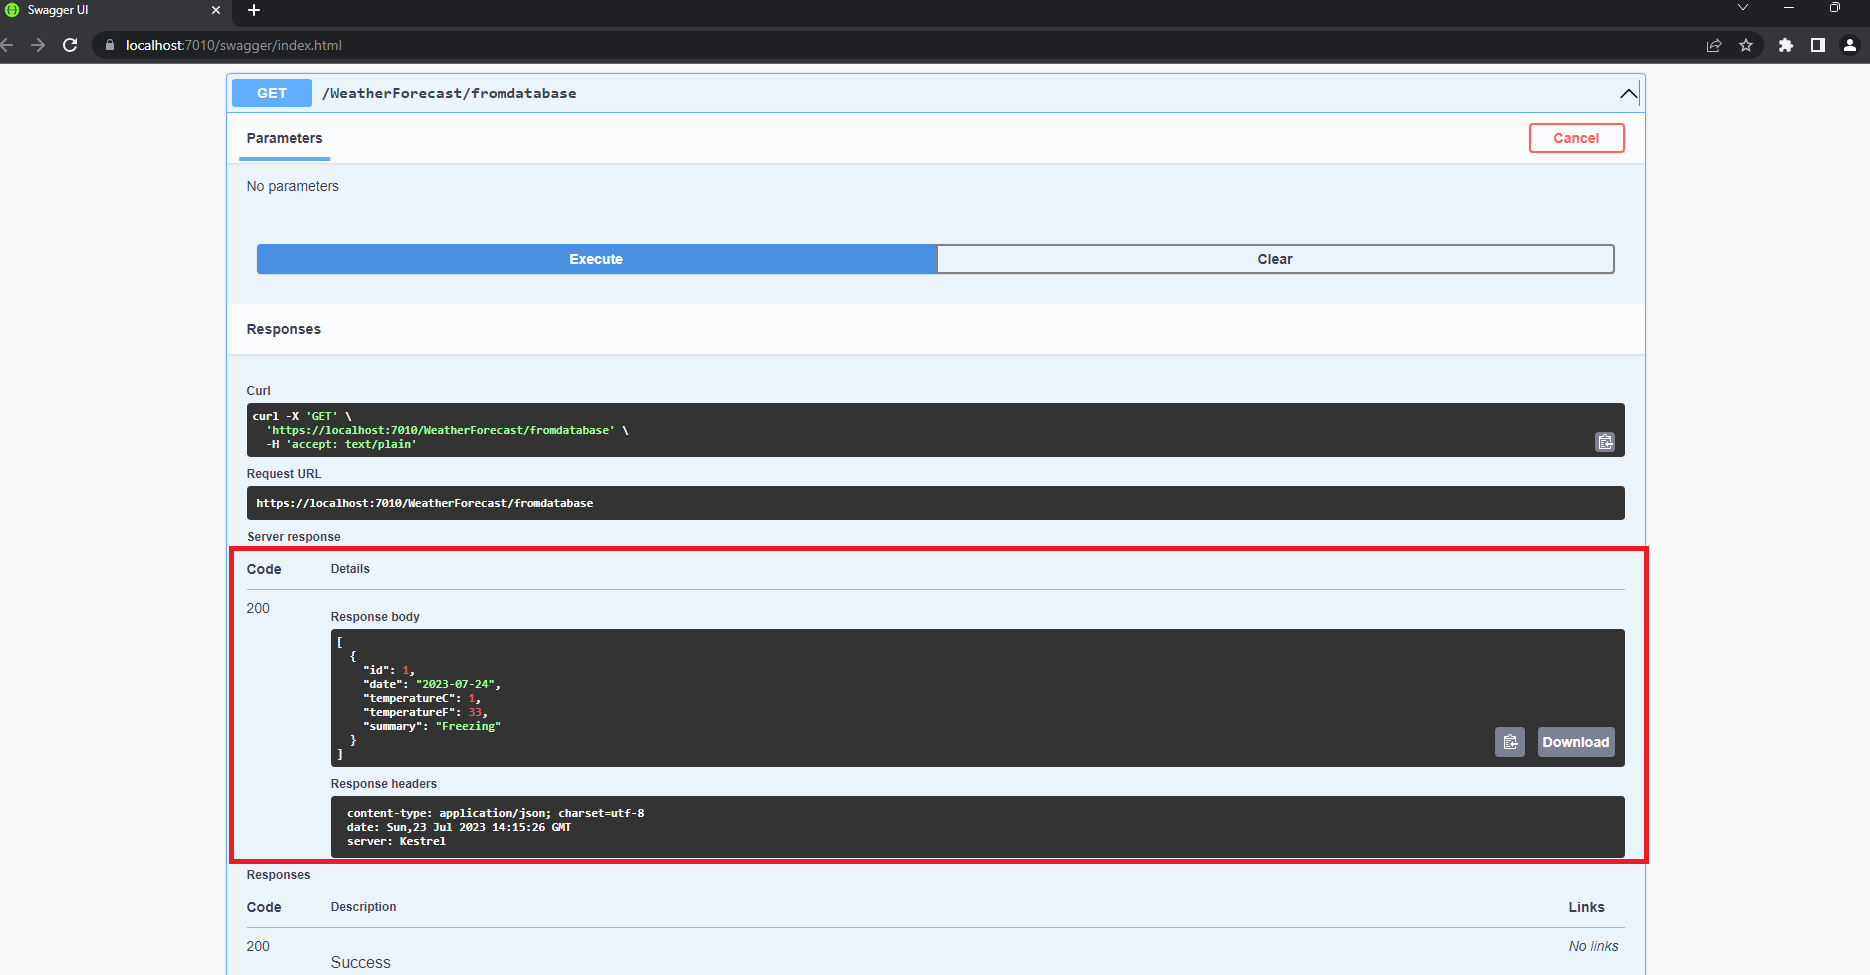 Swagger UI
localhost:7010/swagger/index.html
GET /WeatherForecast/fromdatabase
Parameters
Cancel
No parameters
Execute
Clear
Responses
Curl
curl -X 'GET' \
'https://localhost:7010/WeatherForecast/fromdatabase' \
-H 'accept: text/plain'
Request URL
https://localhost:7010/WeatherForecast/fromdatabase
Server response
Code Details
200
Response body
[
{
"id": 1,
"date": "2023-07-24",
"temperatureC": 1,
"temperatureF": 33,
"summary": "Freezing"
}
]
Download
Response headers
content-type: application/json; charset=utf-8
date: Sun,23 Jul 2023 14:15:26 GMT
server: Kestrel
Responses
Code Description Links
200
No links
Success